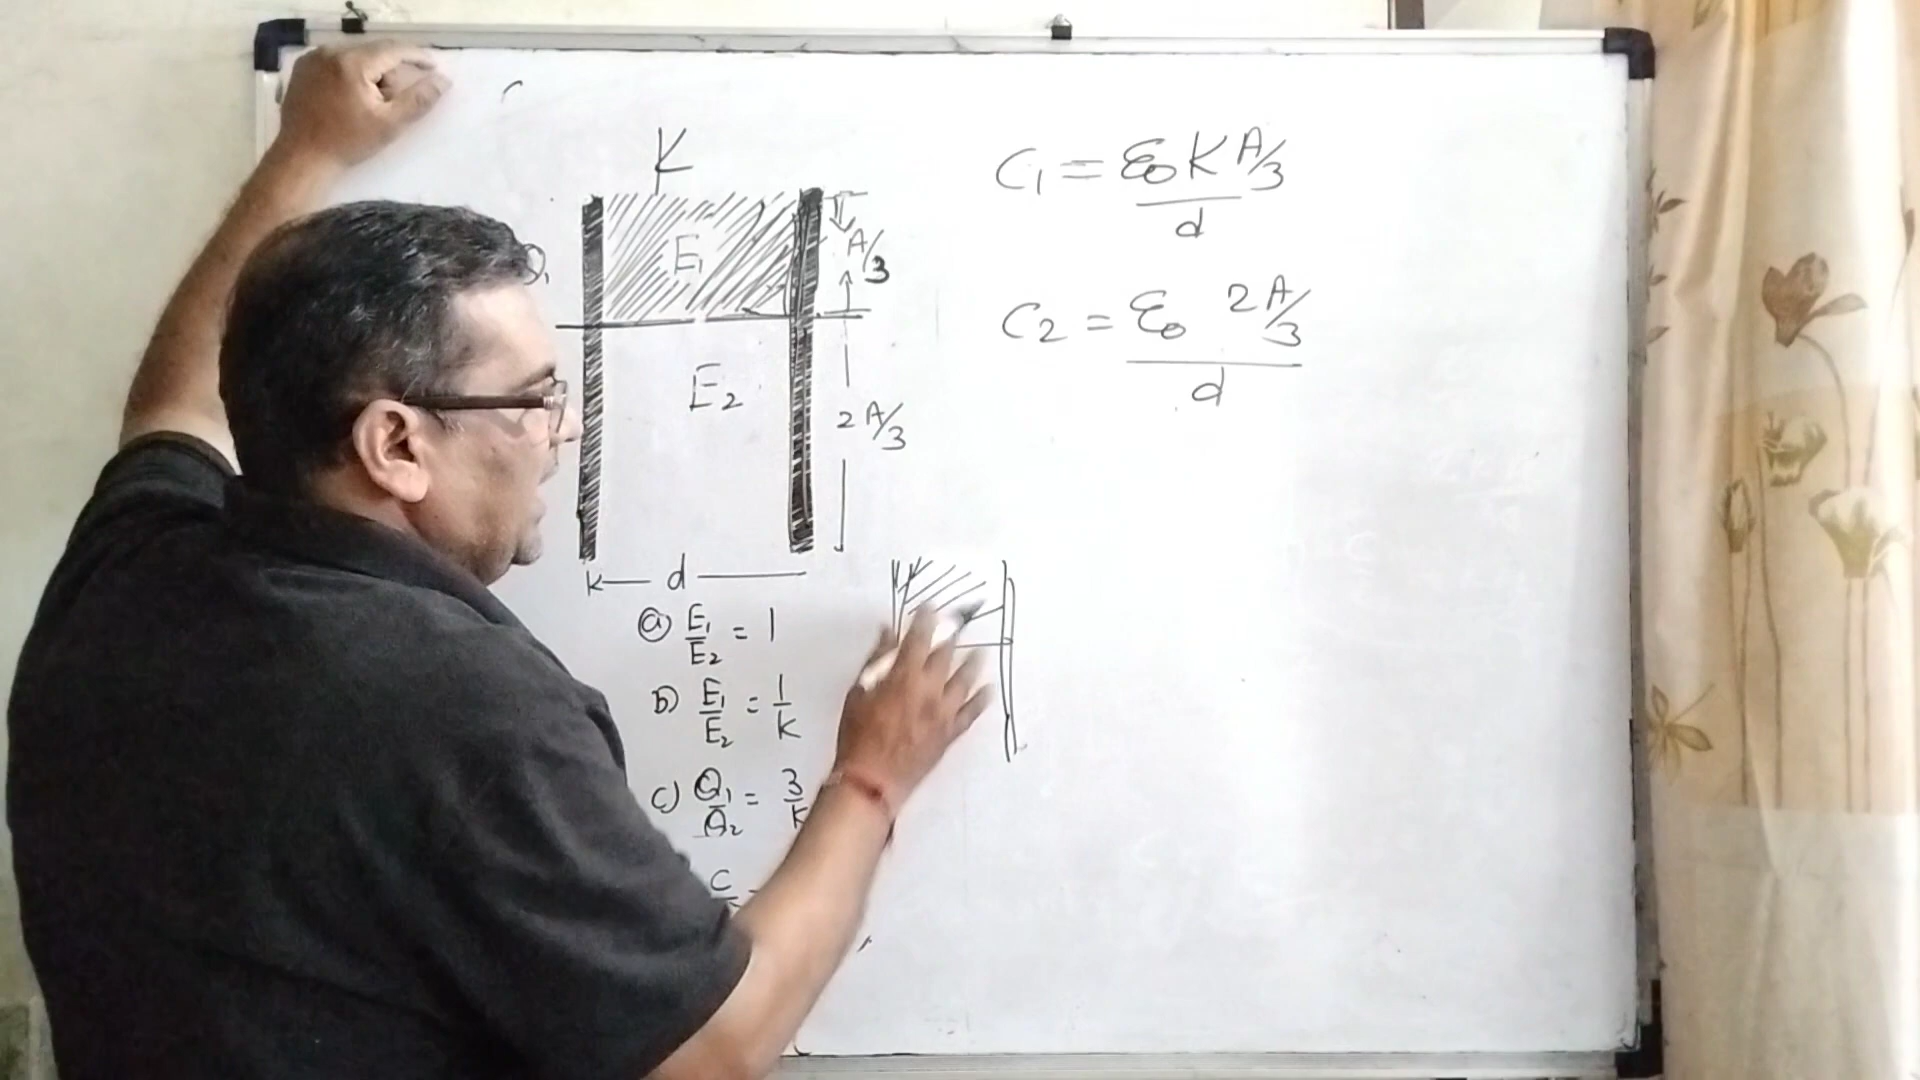 K
E₁
A/3
E₂
2 A/3
d
C₁ = ε₀ K A/3 / d
C₂ = ε₀ 2A/3 / d
ⓐ E₁/E₂ = 1
b) E₁/E₂ = 1/K
c) Q₁/Q₂ = 3/K
C